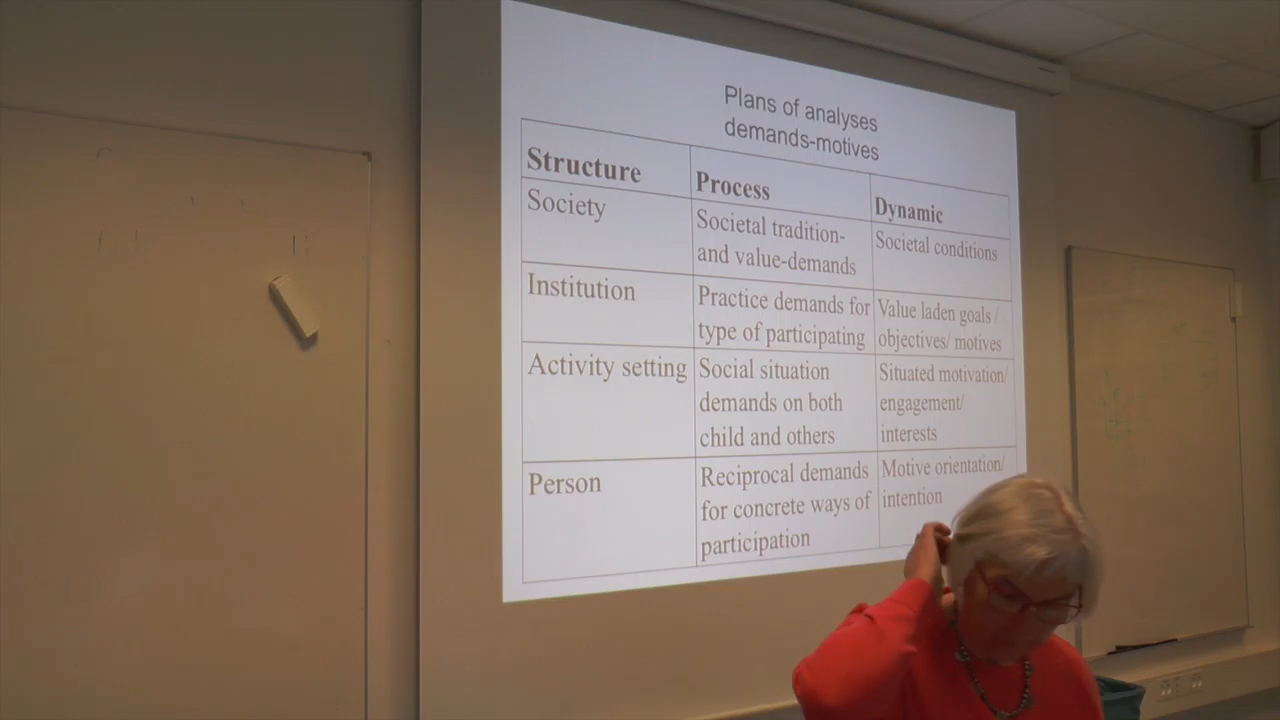 Plans of analyses
demands-motives
Structure
Process
Dynamic
Society
Societal tradition-
and value-demands
Societal conditions
Institution
Practice demands for
type of participating
Value laden goals /
objectives/ motives
Activity setting
Social situation
demands on both
child and others
Situated motivation/
engagement/
interests
Person
Reciprocal demands
for concrete ways of
participation
Motive orientation/
intention